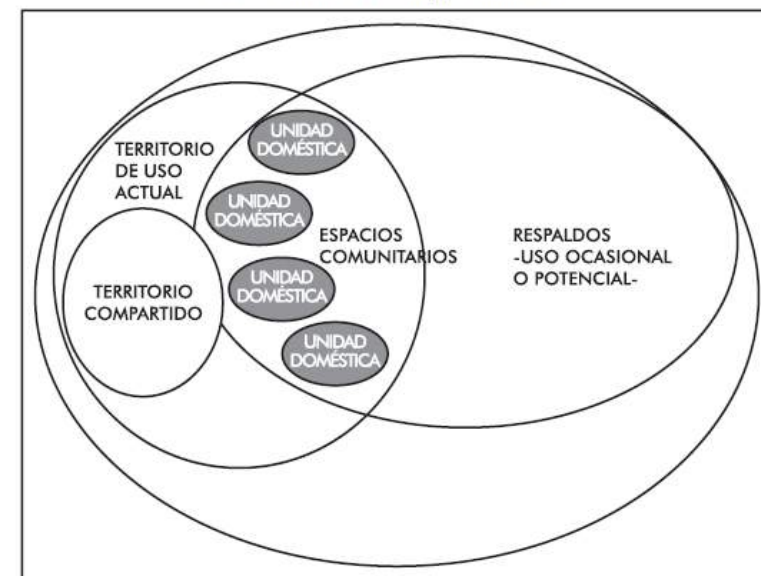 UNIDAD
DOMÉSTICA
TERRITORIO
DE USO
ACTUAL
UNIDAD
DOMÉSTICA
ESPACIOS
COMUNITARIOS
RESPALDOS
-USO OCASIONAL
O POTENCIAL-
UNIDAD
DOMÉSTICA
TERRITORIO
COMPARTIDO
UNIDAD
DOMÉSTICA